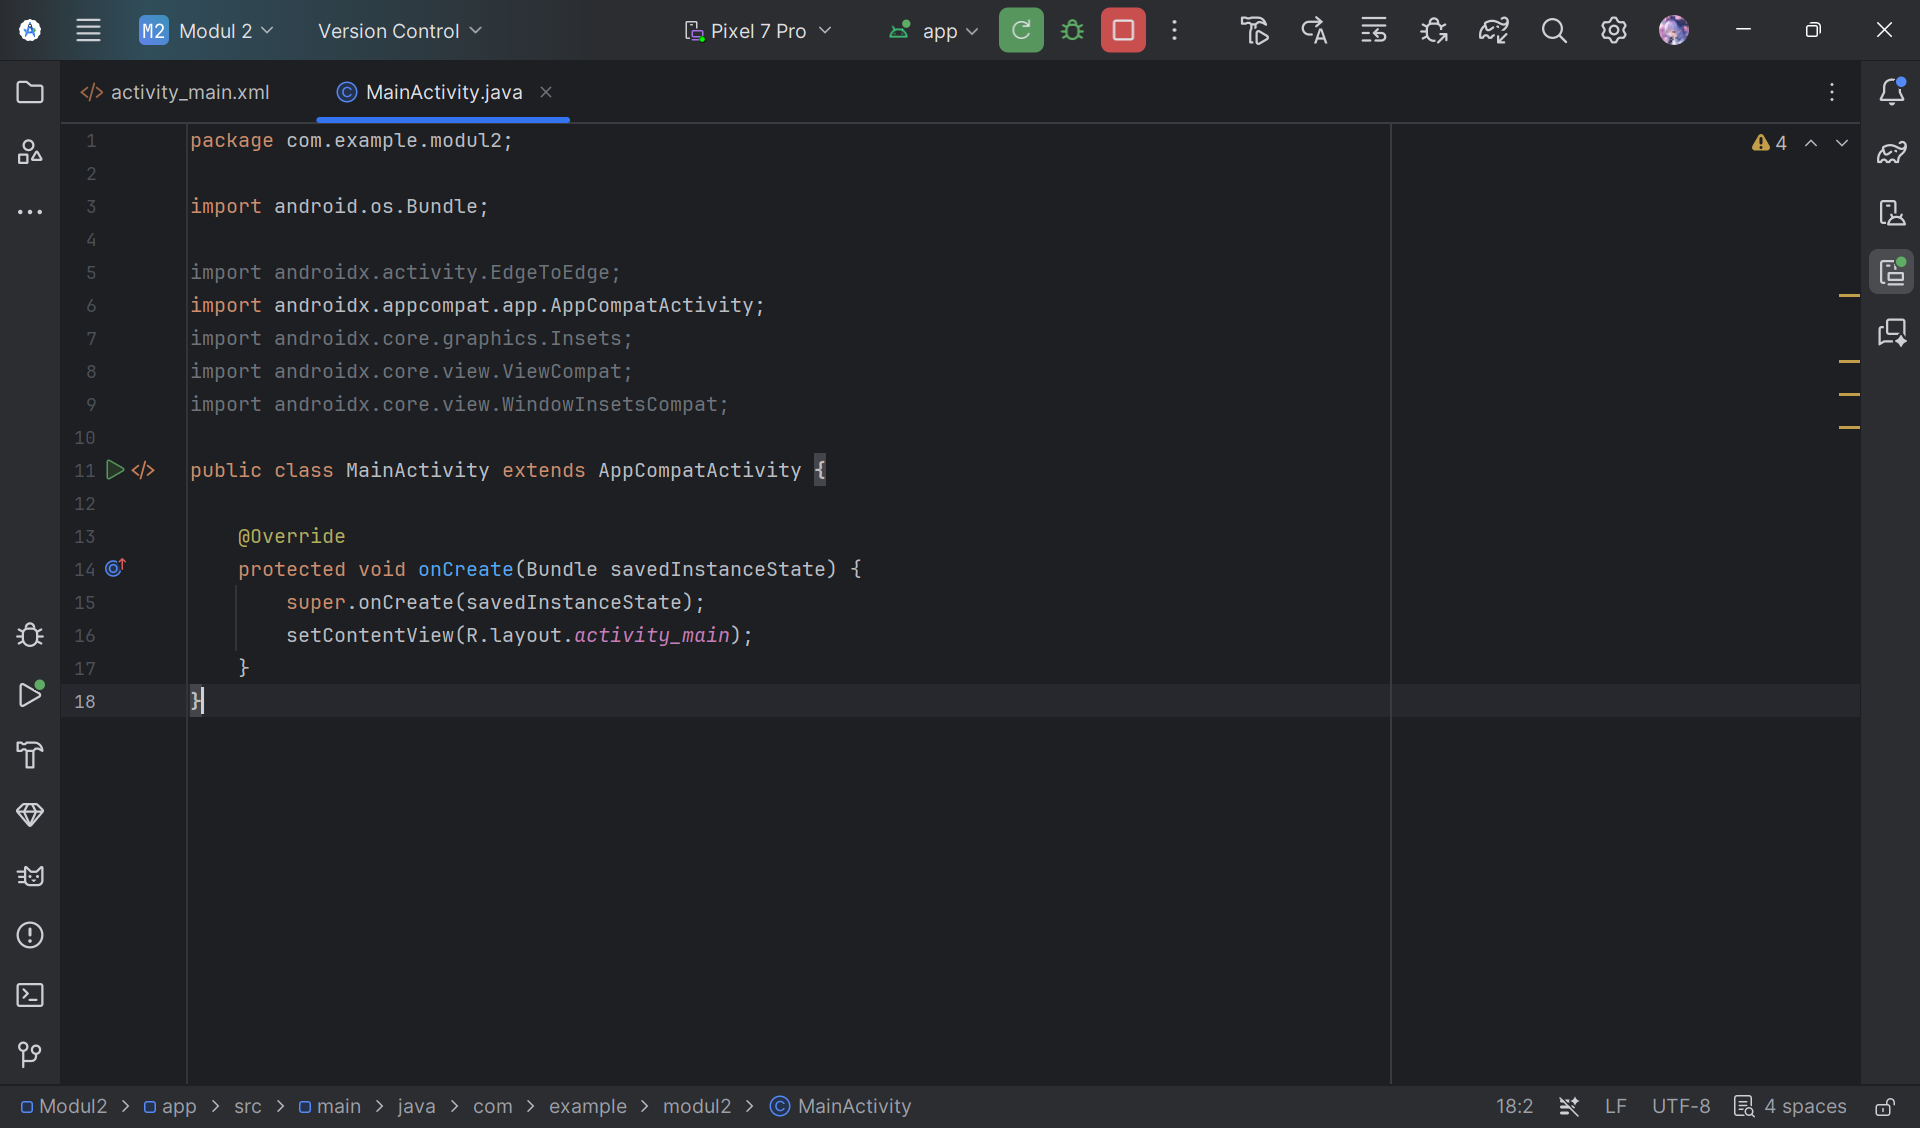 M2 Modul 2 Version Control Pixel 7 Pro app
activity_main.xml MainActivity.java
1 package com.example.modul2; 4
2
3 import android.os.Bundle;
4
5 import androidx.activity.EdgeToEdge;
6 import androidx.appcompat.app.AppCompatActivity;
7 import androidx.core.graphics.Insets;
8 import androidx.core.view.ViewCompat;
9 import androidx.core.view.WindowInsetsCompat;
10
11 public class MainActivity extends AppCompatActivity {
12
13 @Override
14 protected void onCreate(Bundle savedInstanceState) {
15 super.onCreate(savedInstanceState);
16 setContentView(R.layout.activity_main);
17 }
18 }
Modul2 > app > src > main > java > com > example > modul2 > MainActivity 18:2 LF UTF-8 4 spaces